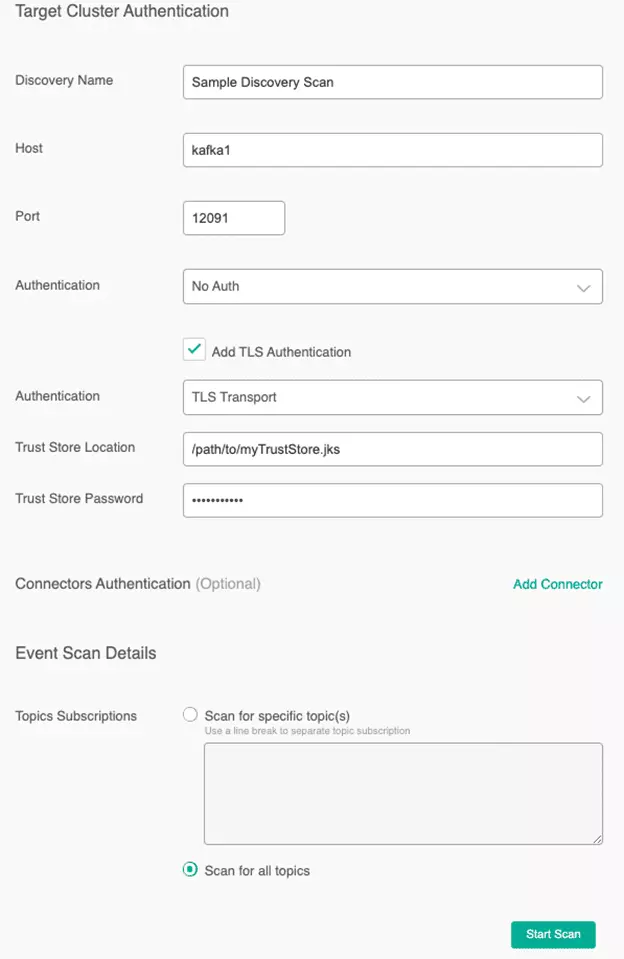 Target Cluster Authentication
Discovery Name
Sample Discovery Scan
Host
kafka1
Port
12091
Authentication
No Auth
Add TLS Authentication
Authentication
TLS Transport
Trust Store Location
/path/to/myTrustStore.jks
Trust Store Password
•••••••••••
Connectors Authentication (Optional)
Add Connector
Event Scan Details
Topics Subscriptions
Scan for specific topic(s)
Use a line break to separate topic subscription
Scan for all topics
Start Scan